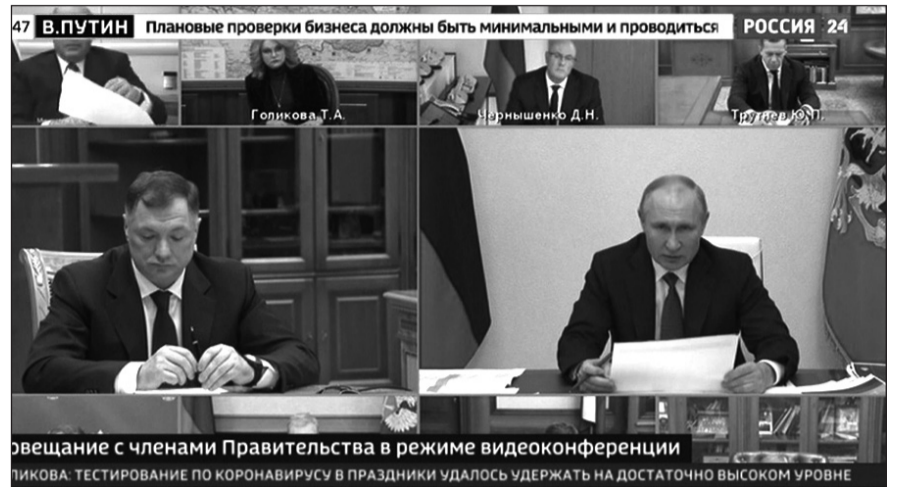 47 В.ПУТИН Плановые проверки бизнеса должны быть минимальными и проводиться РОССИЯ 24
Голикова Т.А. Чернышенко Д.Н. Трутнев Ю.П.
овещание с членами Правительства в режиме видеоконференции
ЛИКОВА: ТЕСТИРОВАНИЕ ПО КОРОНАВИРУСУ В ПРАЗДНИКИ УДАЛОСЬ УДЕРЖАТЬ НА ДОСТАТОЧНО ВЫСОКОМ УРОВНЕ